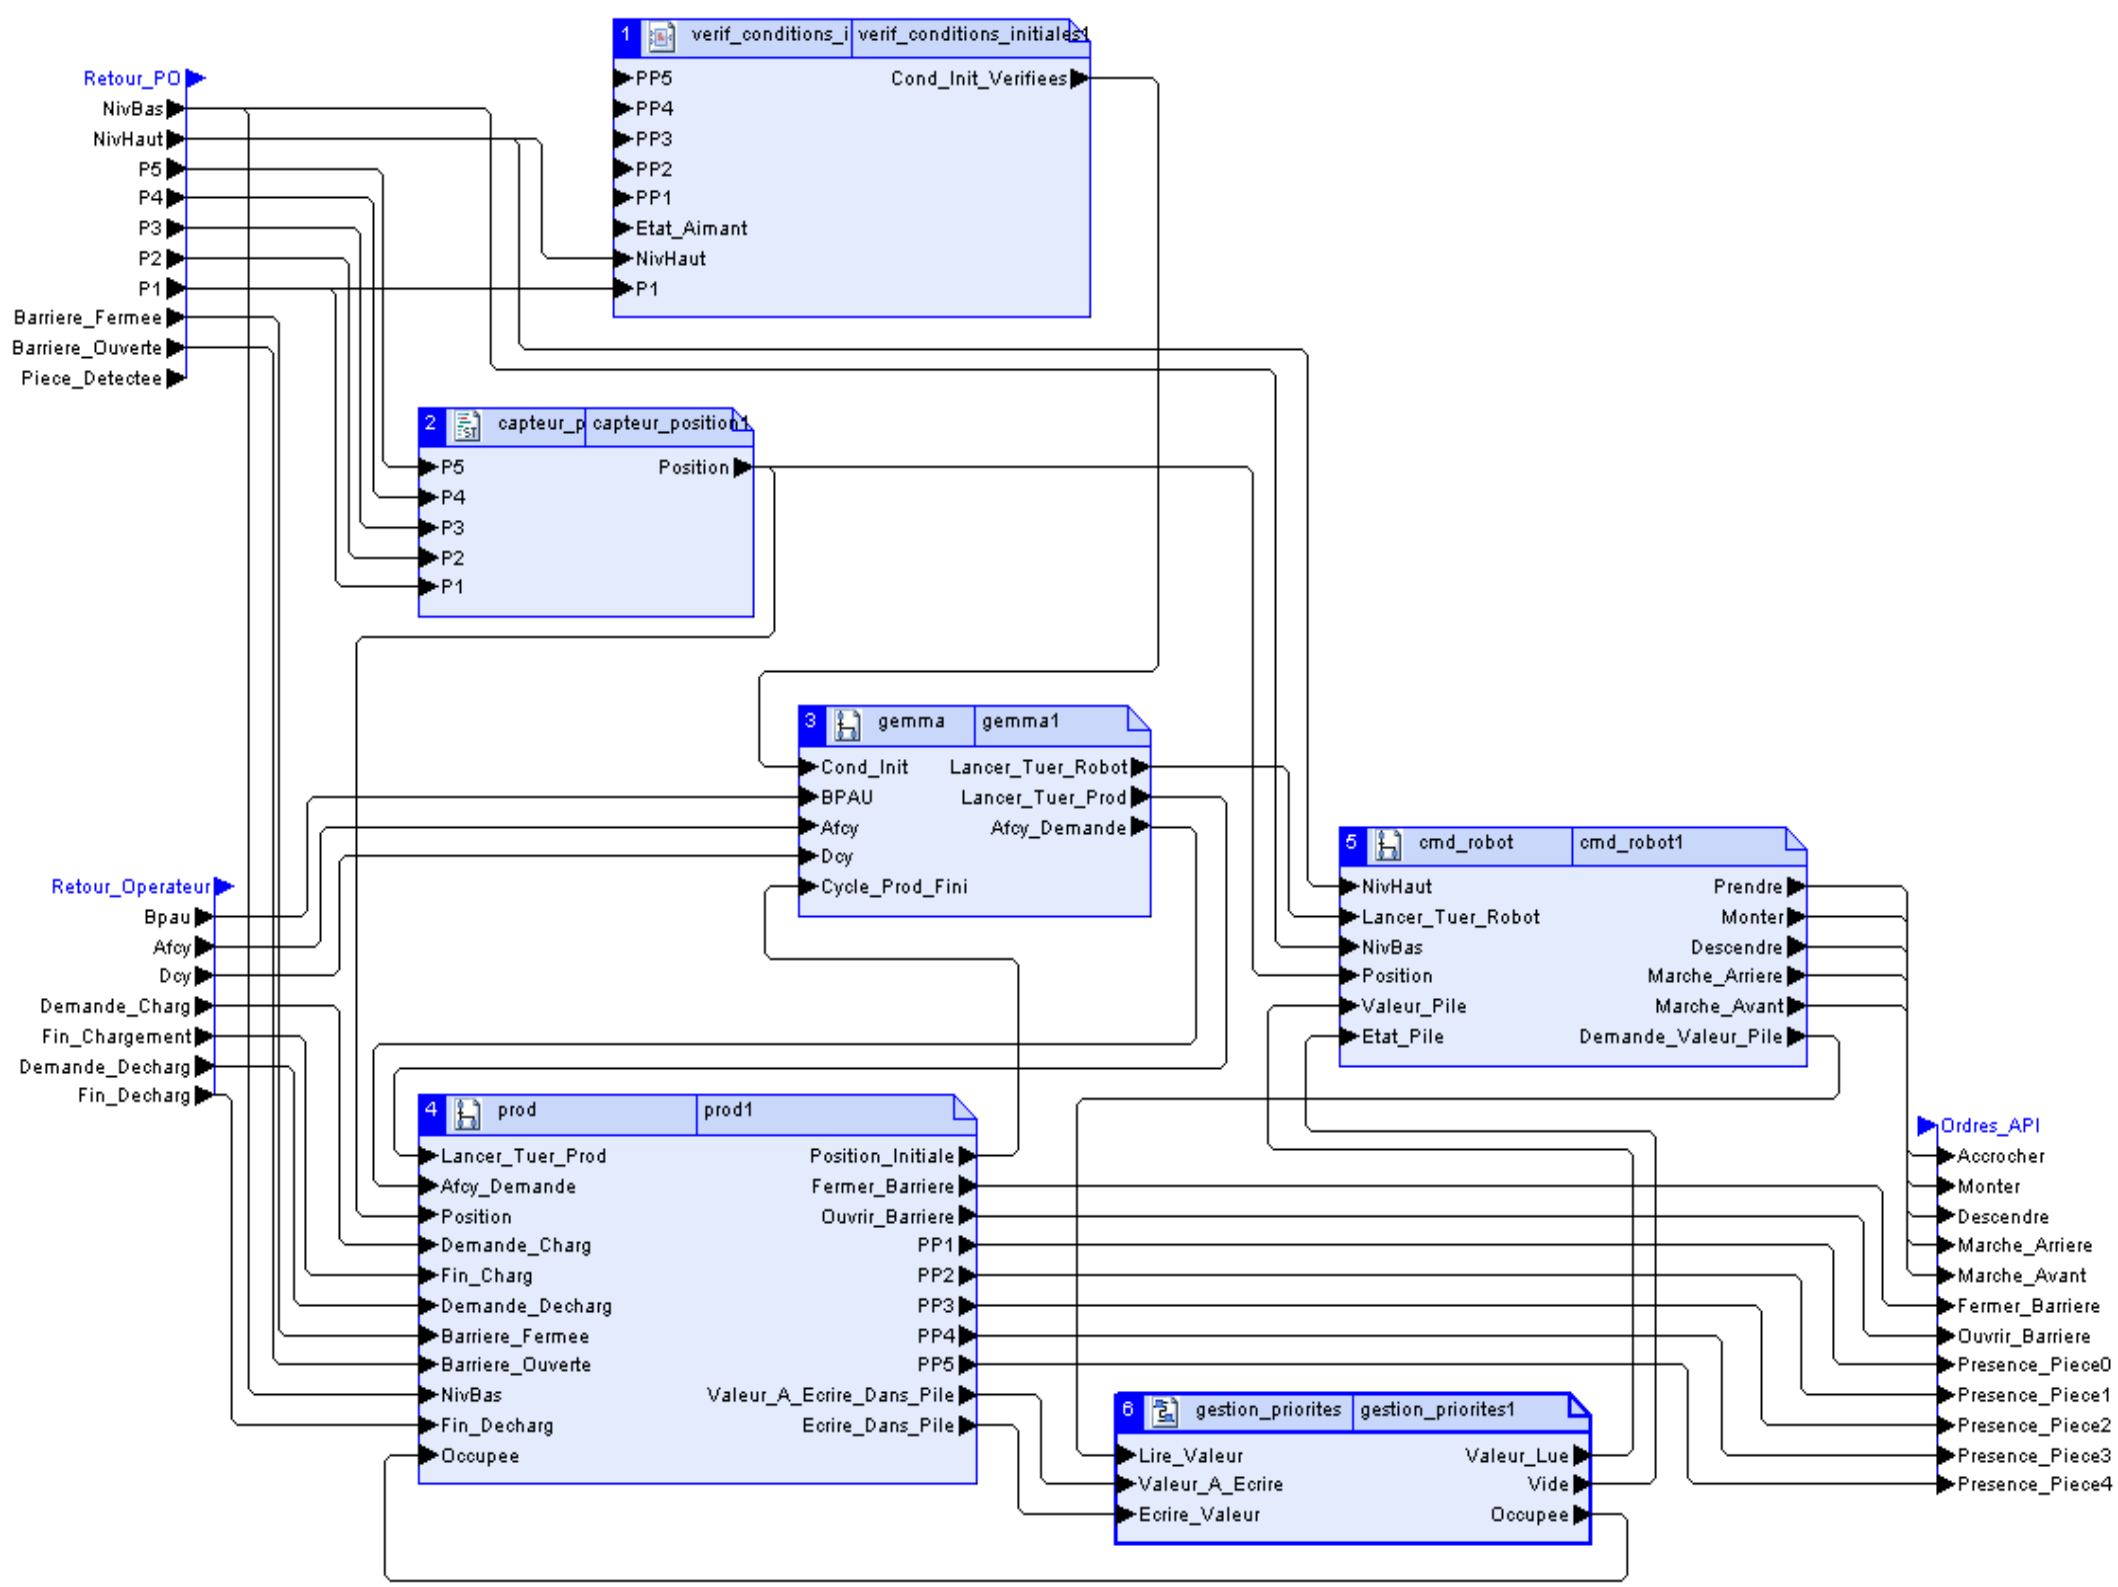 Retour_PO
NivBas
NivHaut
P5
P4
P3
P2
P1
Barriere_Fermee
Barriere_Ouverte
Piece_Detectee
1 verif_conditions_i verif_conditions_initiales1
PP5 Cond_Init_Verifiees
PP4
PP3
PP2
PP1
Etat_Aimant
NivHaut
P1
2 ST capteur_p capteur_position1
P5 Position
P4
P3
P2
P1
3 gemma gemma1
Cond_Init Lancer_Tuer_Robot
BPAU Lancer_Tuer_Prod
Afcy Afcy_Demande
Dcy
Cycle_Prod_Fini
Retour_Operateur
Bpau
Afcy
Dcy
Demande_Charg
Fin_Chargement
Demande_Decharg
Fin_Decharg
5 cmd_robot cmd_robot1
NivHaut Prendre
Lancer_Tuer_Robot Monter
NivBas Descendre
Position Marche_Arriere
Valeur_Pile Marche_Avant
Etat_Pile Demande_Valeur_Pile
4 prod prod1
Lancer_Tuer_Prod Position_Initiale
Afcy_Demande Fermer_Barriere
Position Ouvrir_Barriere
Demande_Charg PP1
Fin_Charg PP2
Demande_Decharg PP3
Barriere_Fermee PP4
Barriere_Ouverte PP5
NivBas Valeur_A_Ecrire_Dans_Pile
Fin_Decharg Ecrire_Dans_Pile
Occupee
6 gestion_priorites gestion_priorites1
Lire_Valeur Valeur_Lue
Valeur_A_Ecrire Vide
Ecrire_Valeur Occupee
Ordres_API
Accrocher
Monter
Descendre
Marche_Arriere
Marche_Avant
Fermer_Barriere
Ouvrir_Barriere
Presence_Piece0
Presence_Piece1
Presence_Piece2
Presence_Piece3
Presence_Piece4